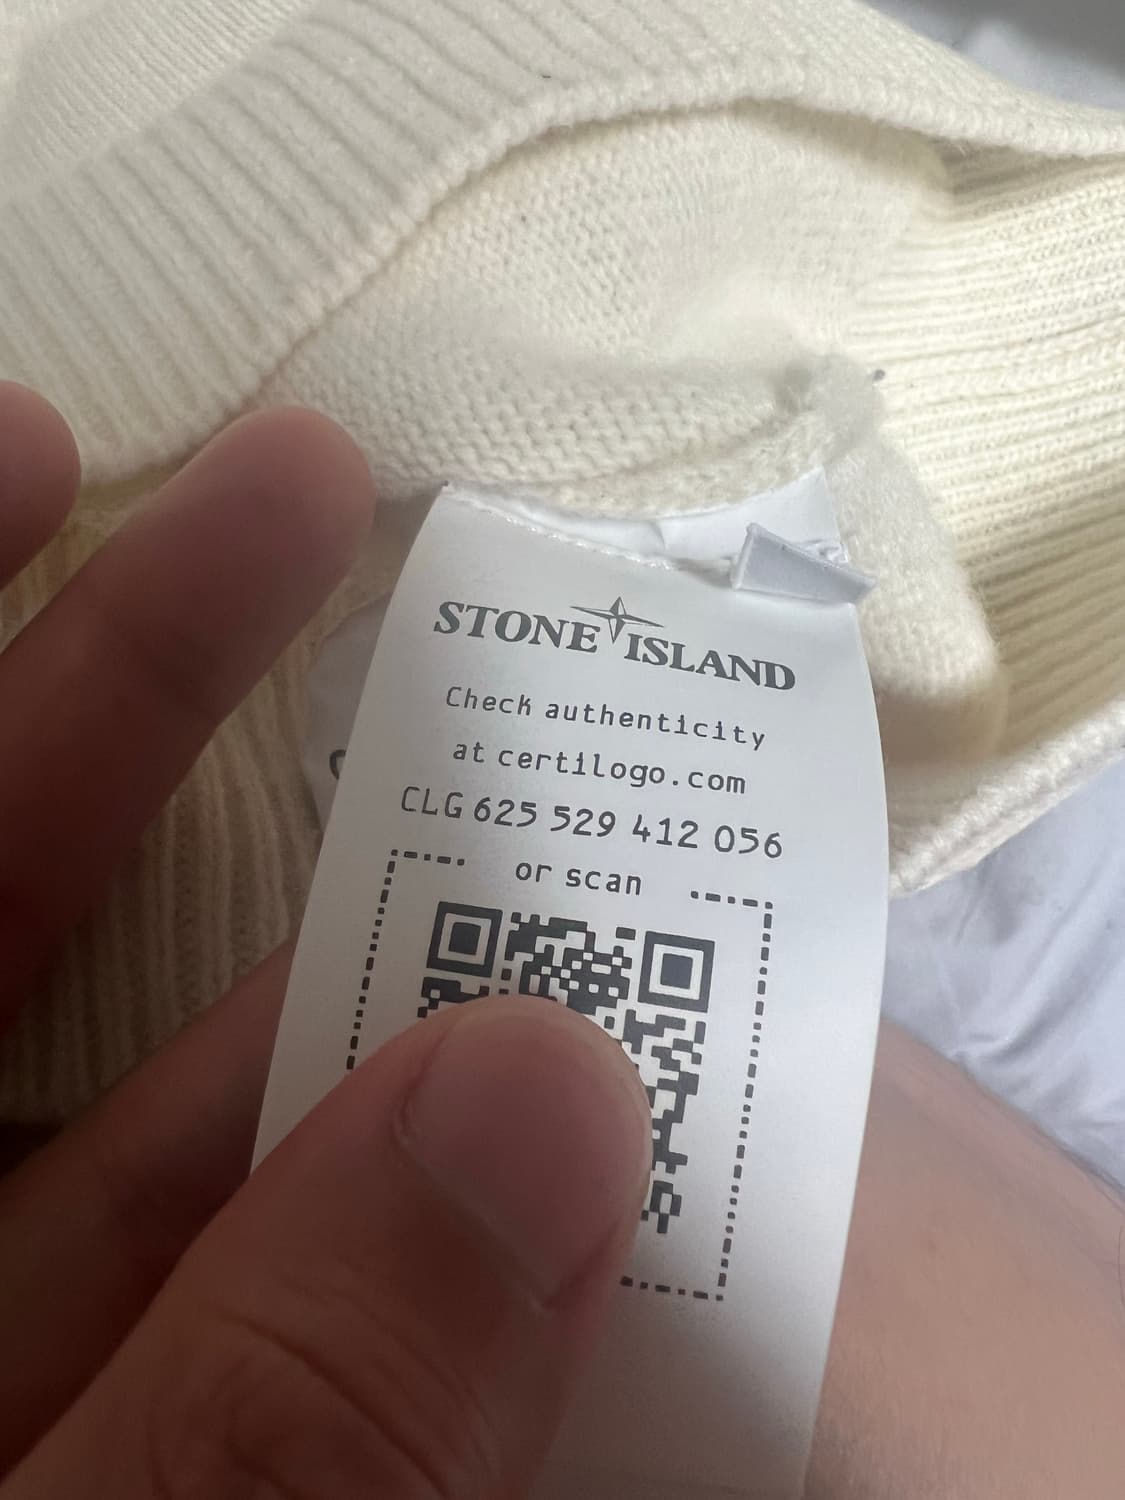 STONE ISLAND
Check authenticity
at certilogo.com
CLG 625 529 412 056
or scan